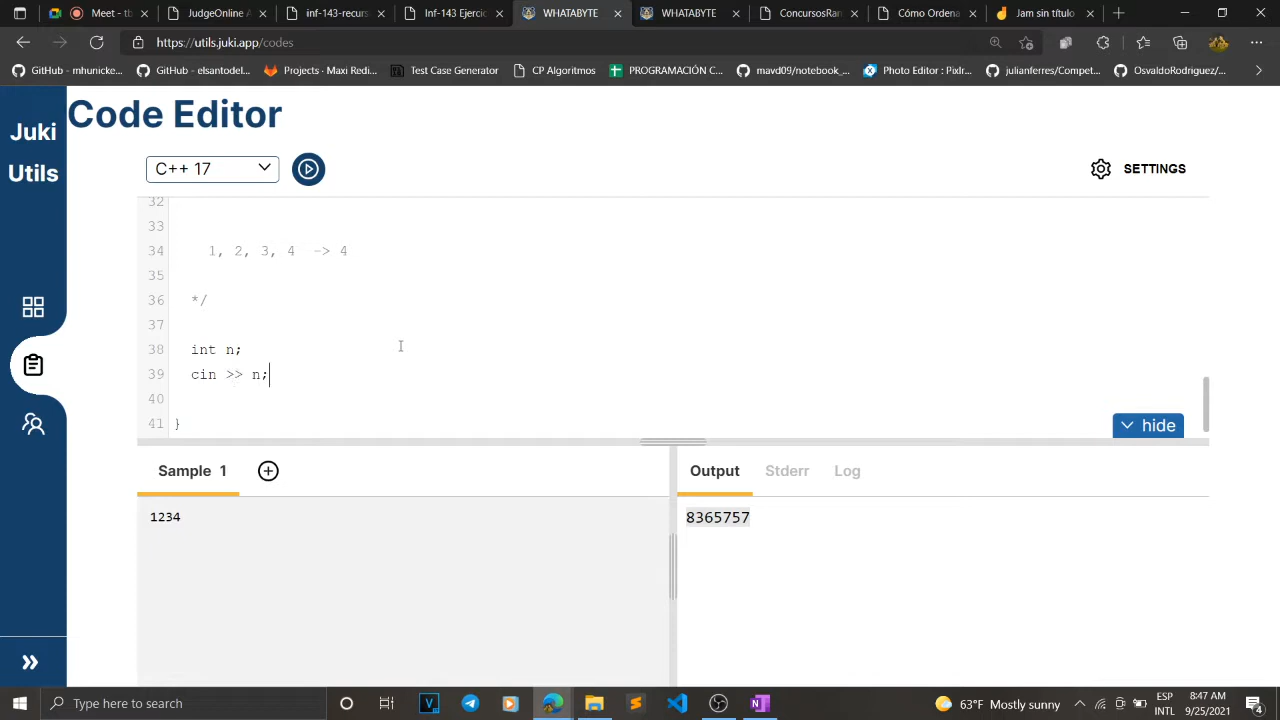 Meet - tb
JudgeOnline A
inf-143-recurs
Inf-143 Ejercic
WHATABYTE
WHATABYTE
ConcursosRan
Cómo Ordena
Jam sin título
https://utils.juki.app/codes
GitHub - mhunicke...
GitHub - elsantodel...
Projects · Maxi Redi...
Test Case Generator
CP Algoritmos
PROGRAMACIÓN C...
mavd09/notebook_...
Photo Editor : Pixlr...
julianferres/Compet...
OsvaldoRodriguez/...
Juki
Utils
Code Editor
C++ 17
SETTINGS
32
33
34 1, 2, 3, 4 -> 4
35
36 */
37
38 int n;
39 cin >> n;
40
41 }
hide
Sample 1
Output
Stderr
Log
1234
8365757
Type here to search
63°F Mostly sunny
ESP
INTL
8:47 AM
9/25/2021
4